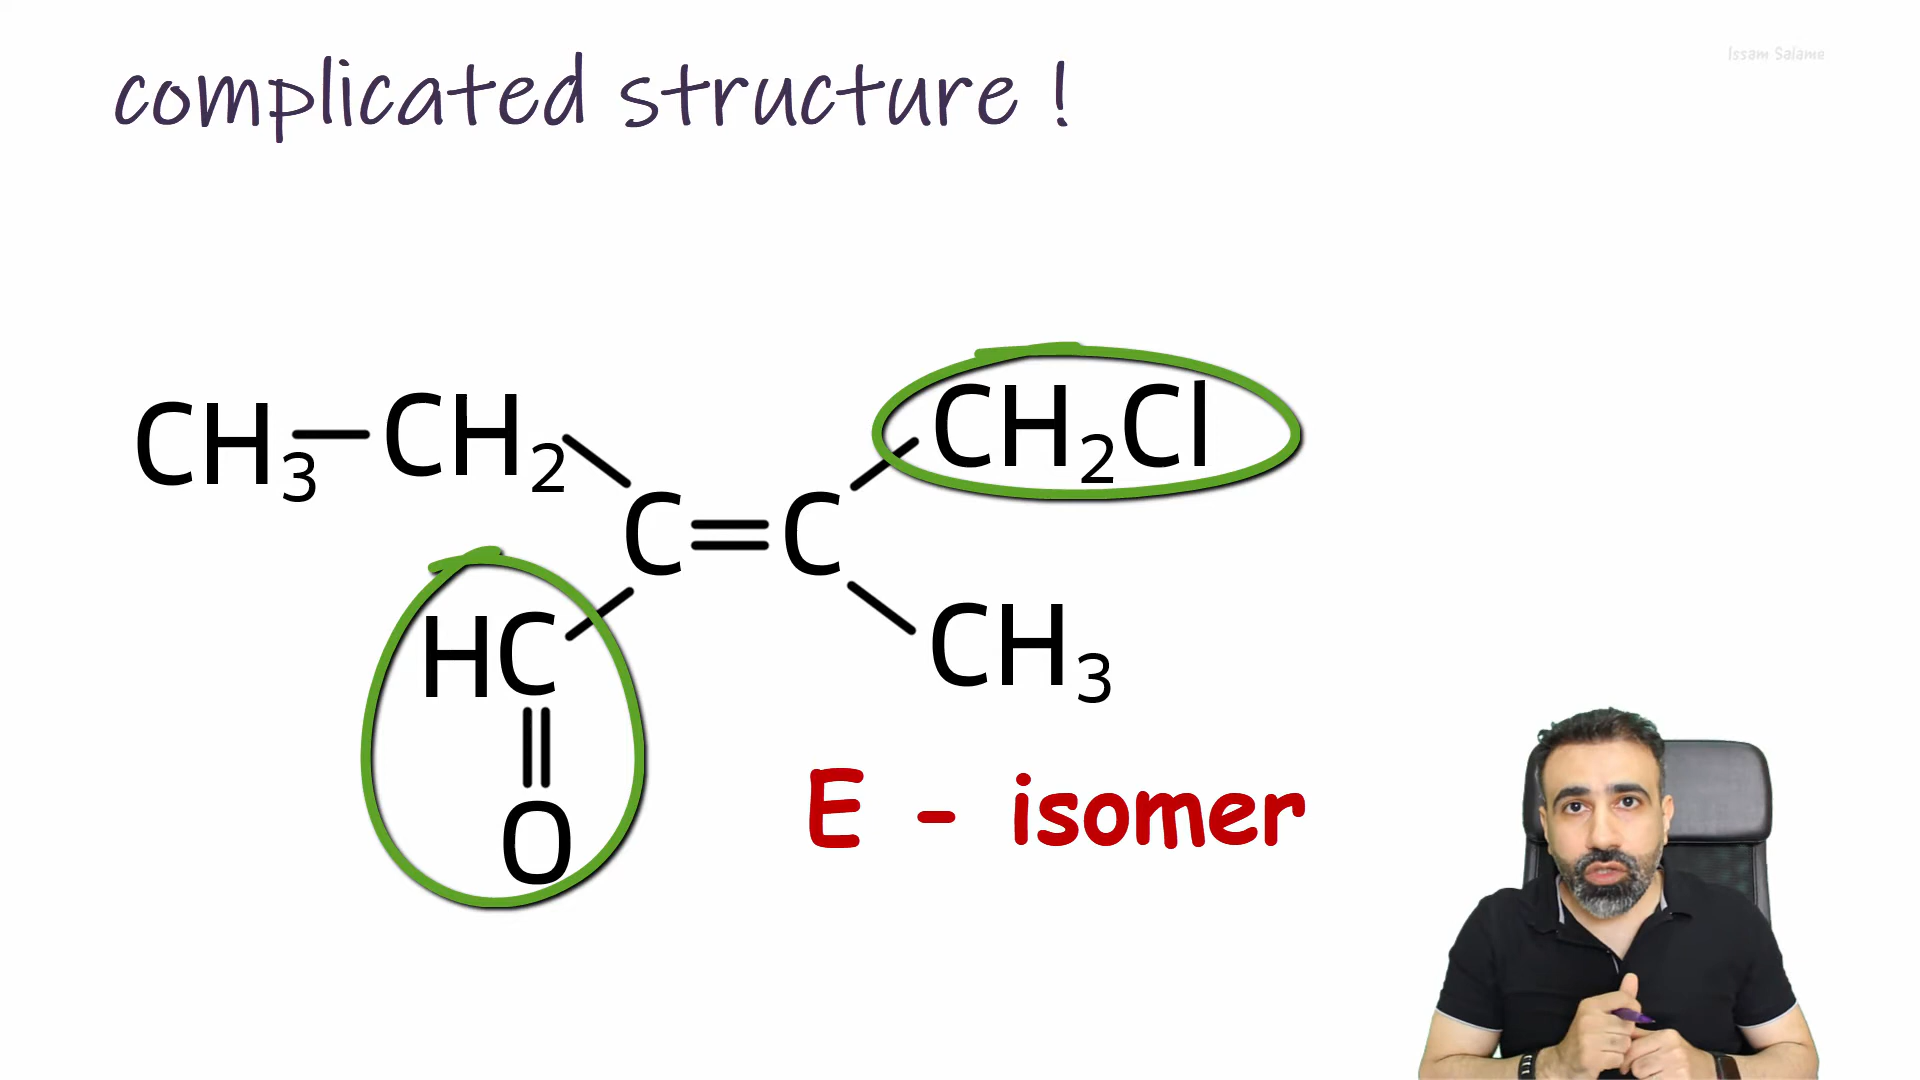 complicated structure !
Issam Salame
CH3—CH2 CH2Cl
C=C
HC CH3
O
E - isomer